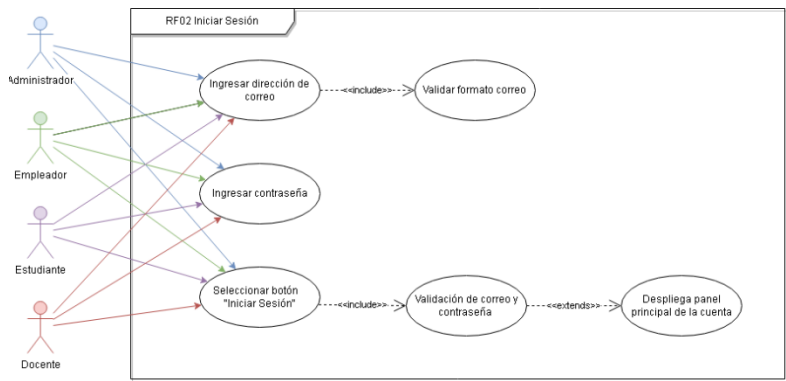 RF02 Iniciar Sesión
Administrador
Ingresar dirección de
correo
<<include>>
Validar formato correo
Empleador
Ingresar contraseña
Estudiante
Seleccionar botón
"Iniciar Sesión"
<<include>>
Validación de correo y
contraseña
<<extends>>
Despliega panel
principal de la cuenta
Docente